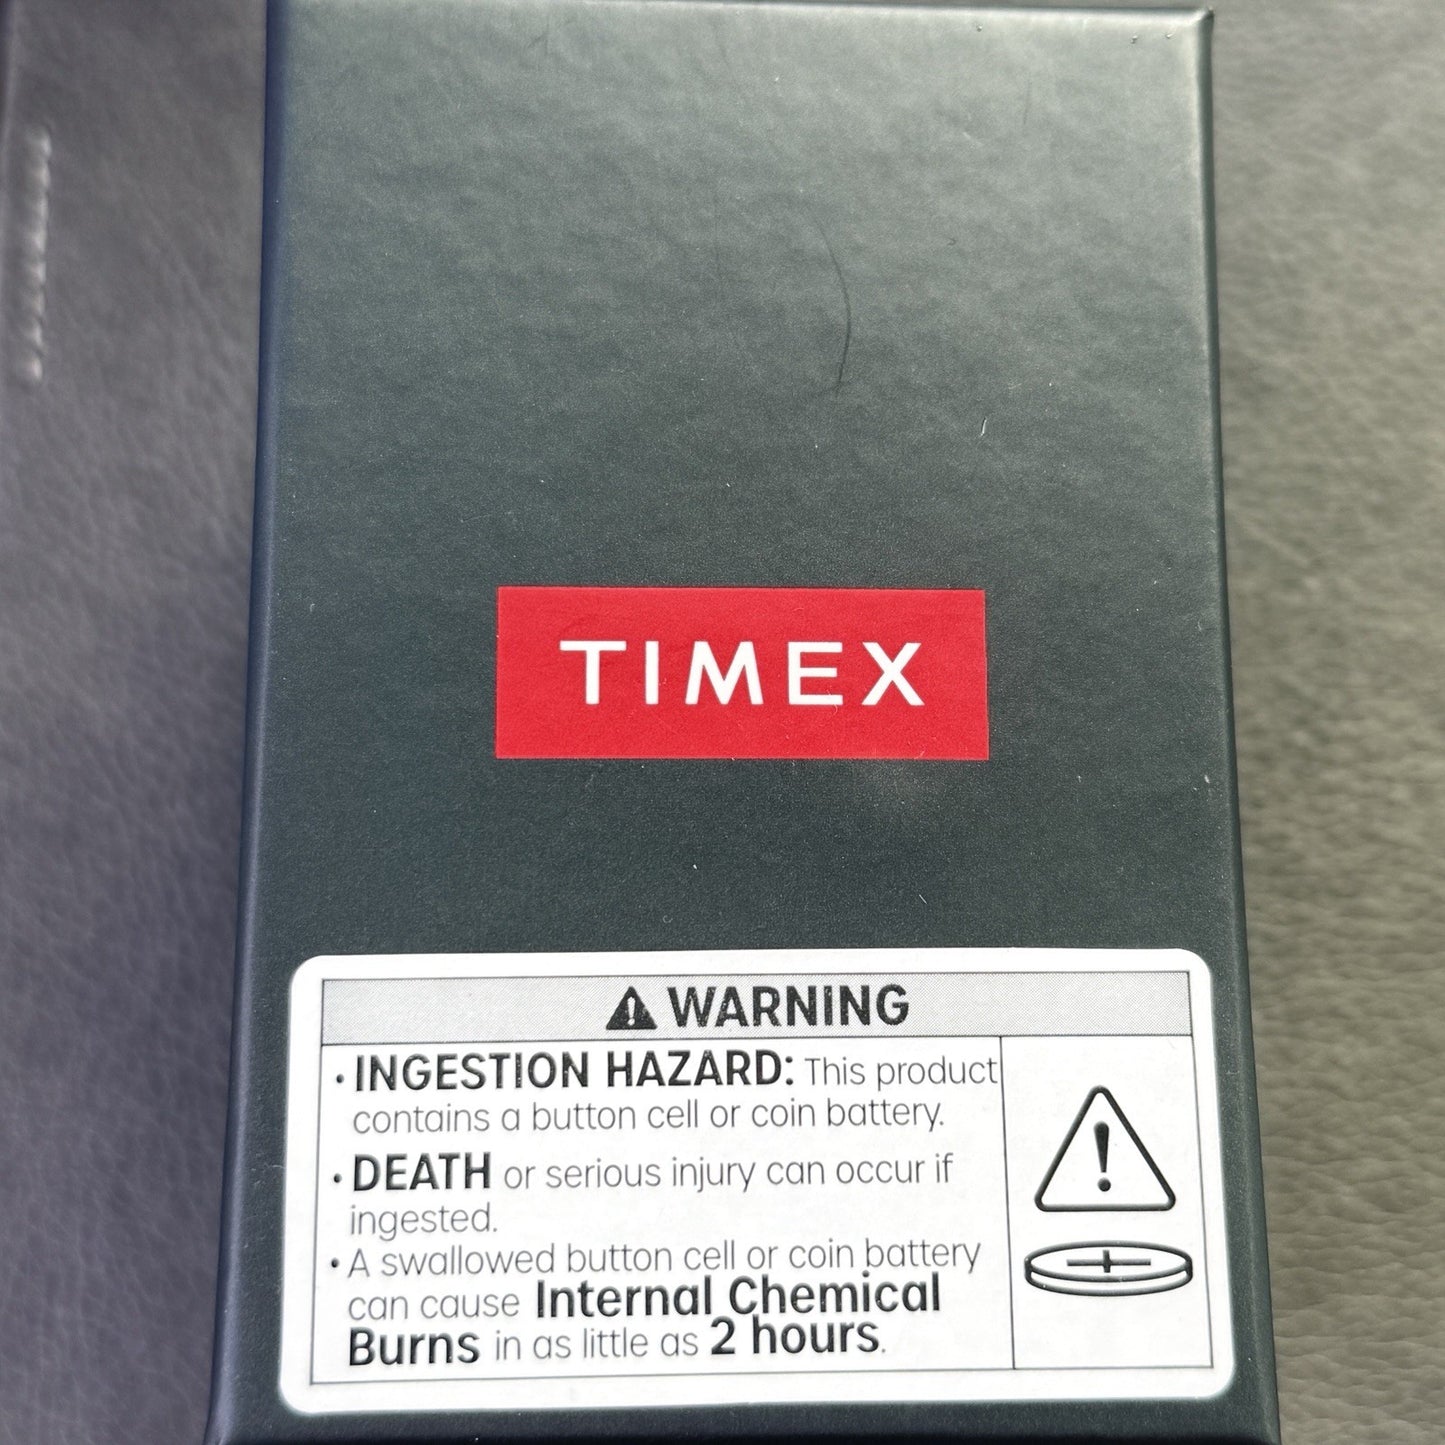 TIMEX
WARNING
• INGESTION HAZARD: This product
contains a button cell or coin battery.
• DEATH or serious injury can occur if
ingested.
• A swallowed button cell or coin battery
can cause Internal Chemical
Burns in as little as 2 hours.